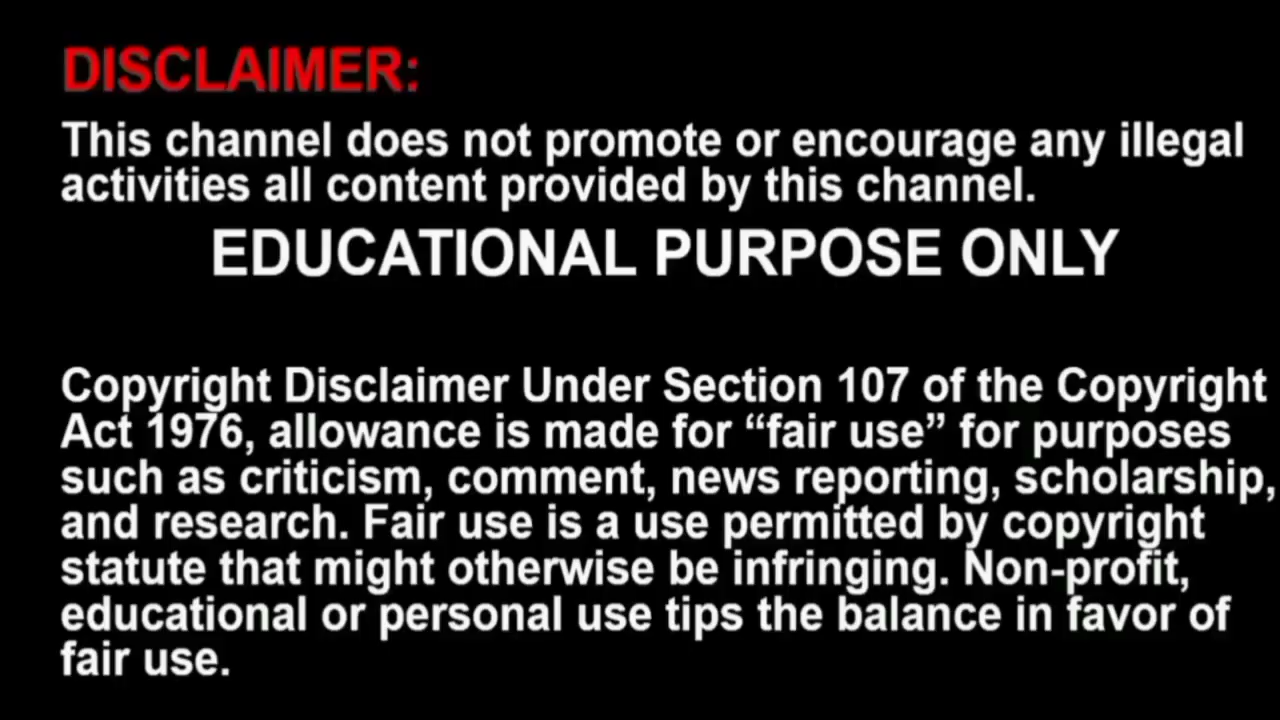 DISCLAIMER:
This channel does not promote or encourage any illegal
activities all content provided by this channel.
EDUCATIONAL PURPOSE ONLY
Copyright Disclaimer Under Section 107 of the Copyright
Act 1976, allowance is made for “fair use” for purposes
such as criticism, comment, news reporting, scholarship,
and research. Fair use is a use permitted by copyright
statute that might otherwise be infringing. Non-profit,
educational or personal use tips the balance in favor of
fair use.